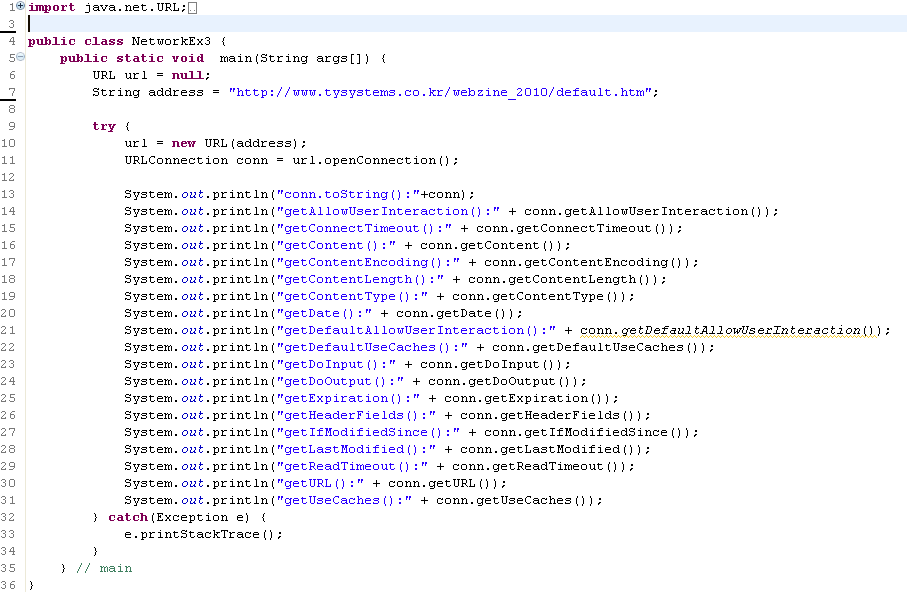 1 import java.net.URL;
3
4 public class NetworkEx3 {
5     public static void  main(String args[]) {
6         URL url = null;
7         String address = "http://www.tysystems.co.kr/webzine_2010/default.htm";
8
9         try {
10             url = new URL(address);
11             URLConnection conn = url.openConnection();
12
13             System.out.println("conn.toString():"+conn);
14             System.out.println("getAllowUserInteraction():" + conn.getAllowUserInteraction());
15             System.out.println("getConnectTimeout():" + conn.getConnectTimeout());
16             System.out.println("getContent():" + conn.getContent());
17             System.out.println("getContentEncoding():" + conn.getContentEncoding());
18             System.out.println("getContentLength():" + conn.getContentLength());
19             System.out.println("getContentType():" + conn.getContentType());
20             System.out.println("getDate():" + conn.getDate());
21             System.out.println("getDefaultAllowUserInteraction():" + conn.getDefaultAllowUserInteraction());
22             System.out.println("getDefaultUseCaches():" + conn.getDefaultUseCaches());
23             System.out.println("getDoInput():" + conn.getDoInput());
24             System.out.println("getDoOutput():" + conn.getDoOutput());
25             System.out.println("getExpiration():" + conn.getExpiration());
26             System.out.println("getHeaderFields():" + conn.getHeaderFields());
27             System.out.println("getIfModifiedSince():" + conn.getIfModifiedSince());
28             System.out.println("getLastModified():" + conn.getLastModified());
29             System.out.println("getReadTimeout():" + conn.getReadTimeout());
30             System.out.println("getURL():" + conn.getURL());
31             System.out.println("getUseCaches():" + conn.getUseCaches());
32         } catch(Exception e) {
33             e.printStackTrace();
34         }
35     } // main
36 }